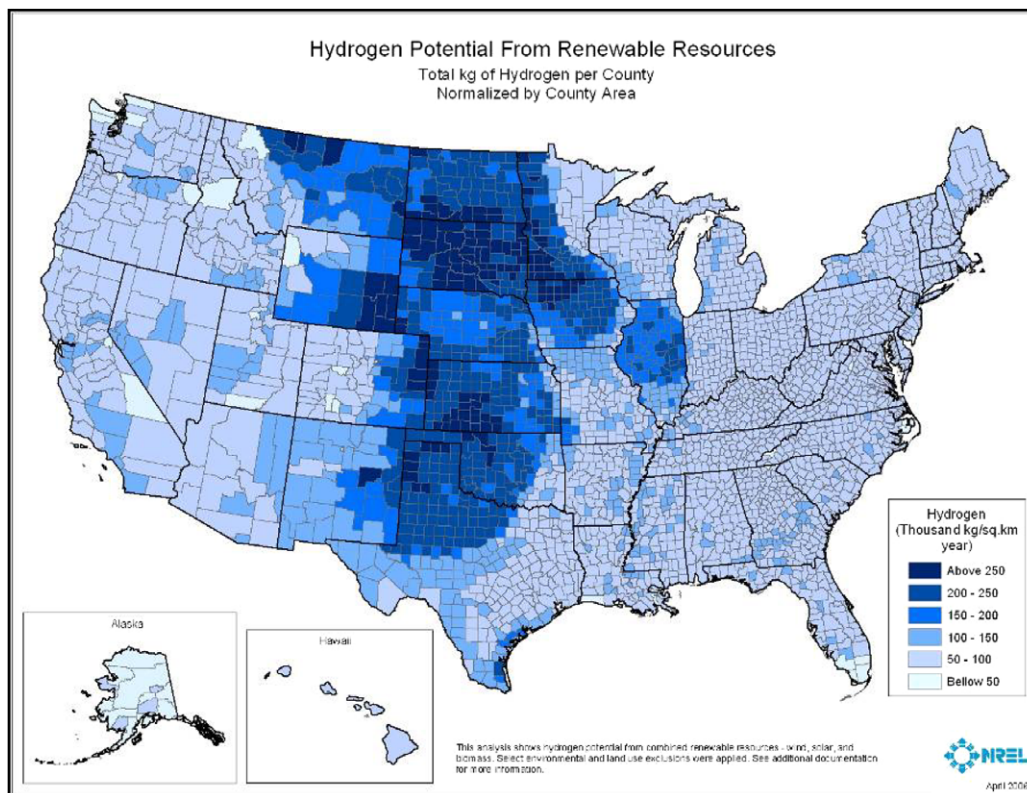 Hydrogen Potential From Renewable Resources
Total kg of Hydrogen per County
Normalized by County Area
Hydrogen
(Thousand kg/sq.km
year)
Above 250
200 - 250
150 - 200
100 - 150
50 - 100
Bellow 50
Alaska
Hawaii
This analysis shows hydrogen potential from combined renewable resources - wind, solar, and
biomass. Select environmental and land use exclusions were applied. See additional documentation
for more information.
NREL
April 2006